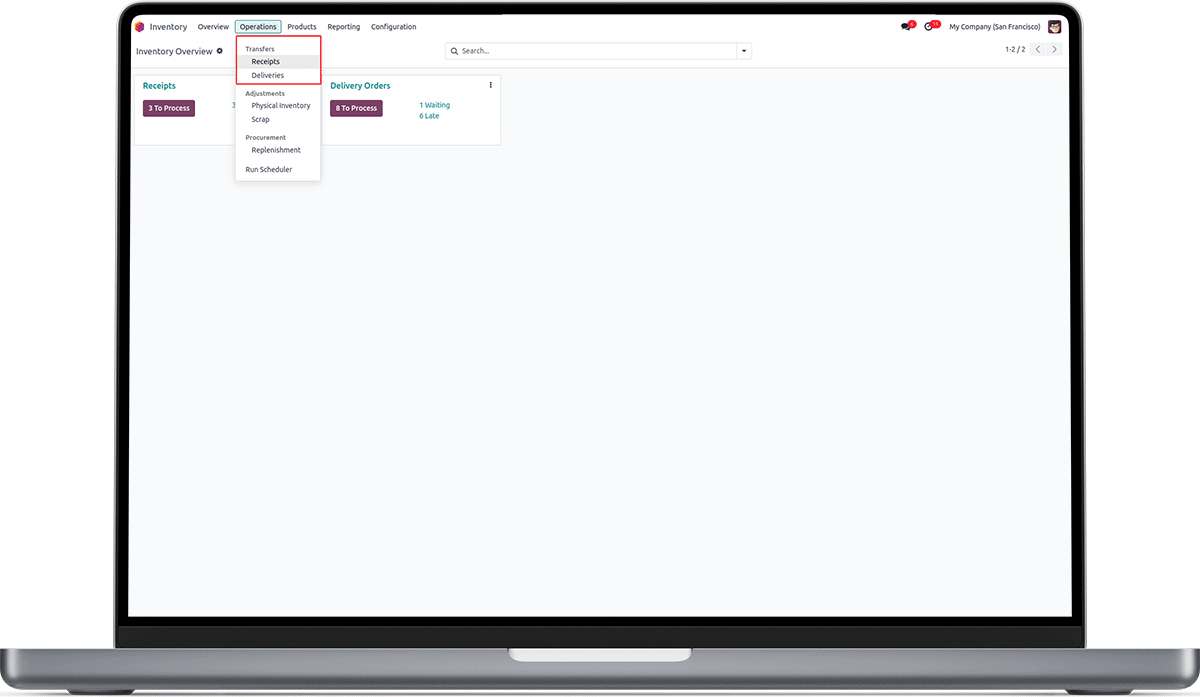 Inventory Overview Operations Products Reporting Configuration My Company (San Francisco)
Inventory Overview Search... 1-2 / 2
Transfers
Receipts
Deliveries
Adjustments
Physical Inventory
Scrap
Procurement
Replenishment
Run Scheduler
Receipts
3 To Process
3
Delivery Orders
8 To Process
1 Waiting
6 Late